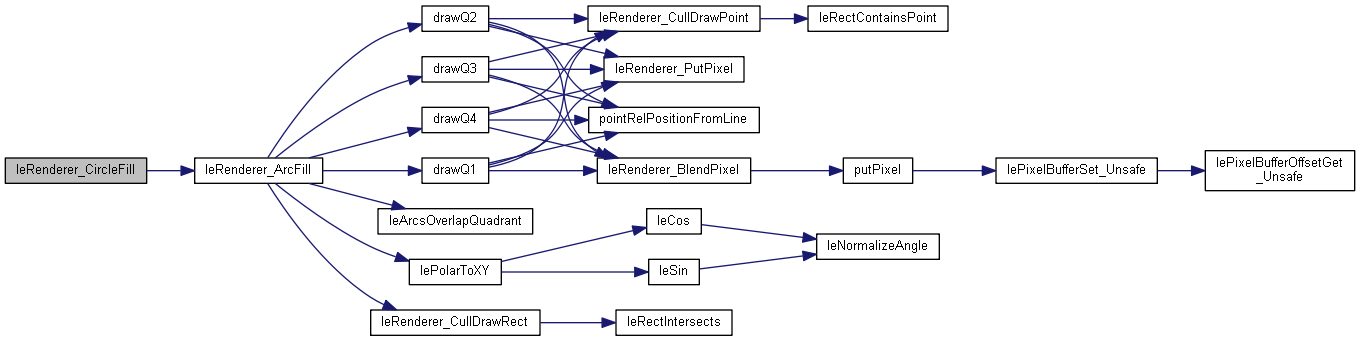 leRenderer_CircleFill
leRenderer_ArcFill
drawQ2
drawQ3
drawQ4
drawQ1
leArcsOverlapQuadrant
lePolarToXY
leRenderer_CullDrawRect
leRenderer_CullDrawPoint
leRenderer_PutPixel
pointRelPositionFromLine
leRenderer_BlendPixel
leCos
leSin
leRectIntersects
leRectContainsPoint
putPixel
leNormalizeAngle
lePixelBufferSet_Unsafe
lePixelBufferOffsetGet
_Unsafe